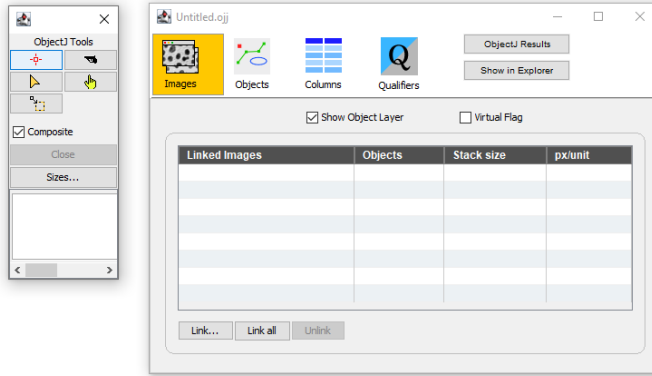 ObjectJ Tools
Composite
Close
Sizes...
Untitled.ojj
Images
Objects
Columns
Q
Qualifiers
ObjectJ Results
Show in Explorer
Show Object Layer
Virtual Flag
Linked Images Objects Stack size px/unit
Link... Link all Unlink